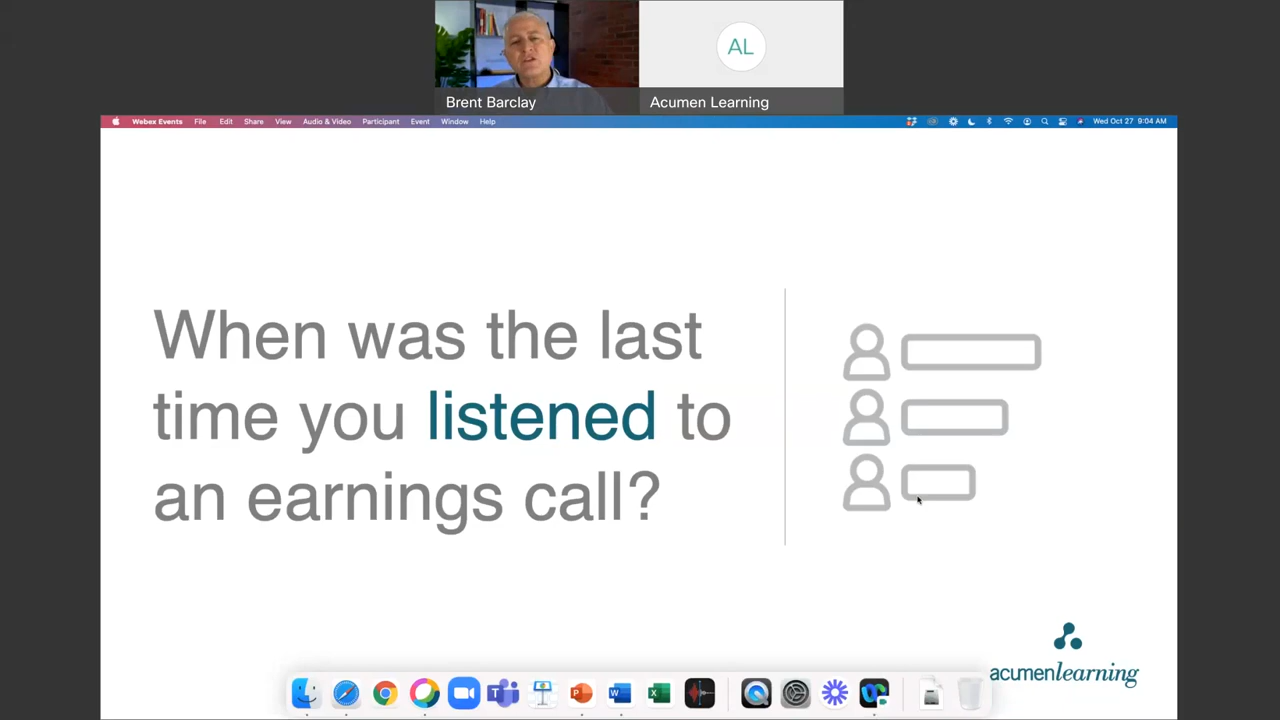 AL
Brent Barclay
Acumen Learning
Webex Events File Edit Share View Audio & Video Participant Event Window Help
Wed Oct 27 9:04 AM
When was the last
time you listened to
an earnings call?
acumenlearning